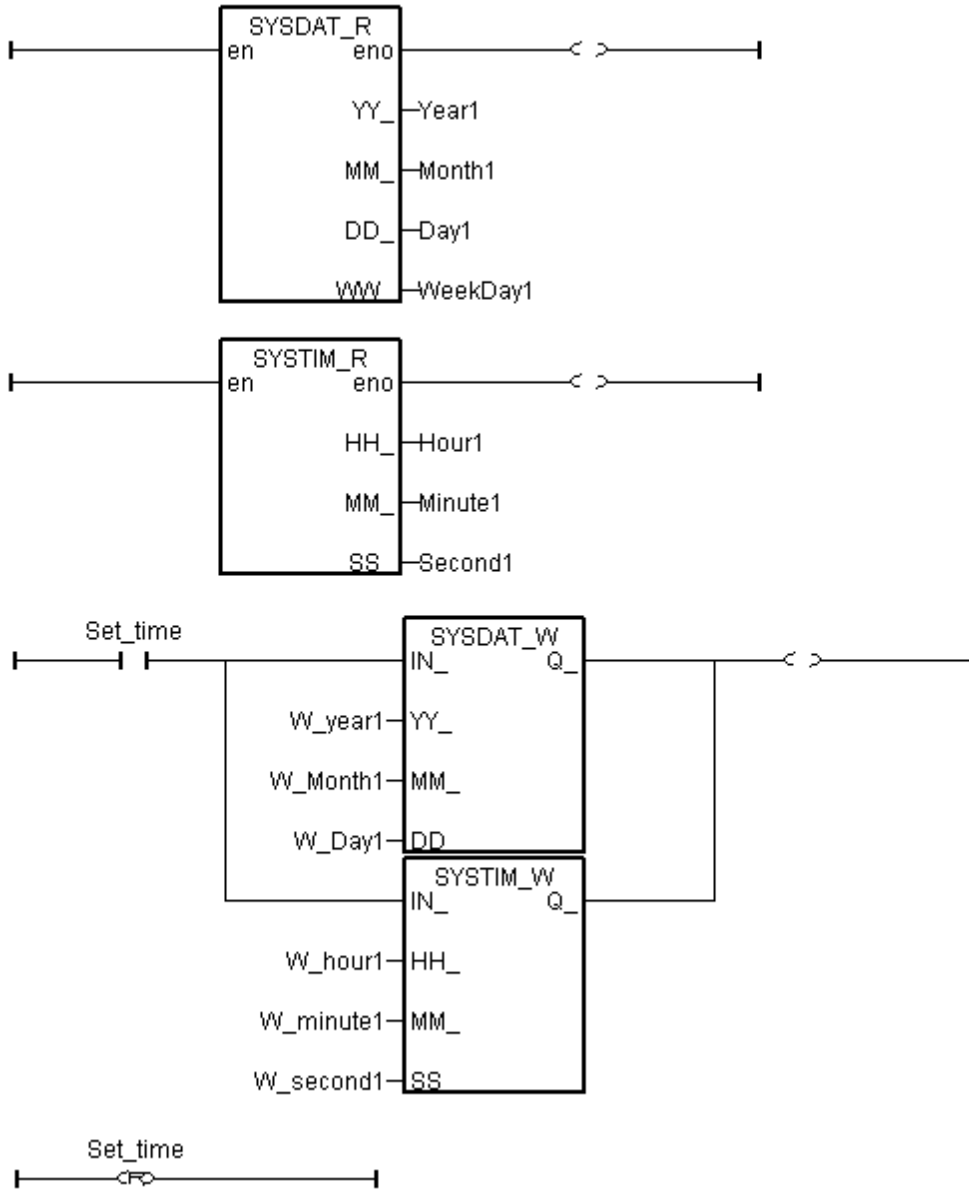 SYSDAT_R
en eno
YY_ Year1
MM_ Month1
DD_ Day1
WW WeekDay1
SYSTIM_R
en eno
HH_ Hour1
MM_ Minute1
SS Second1
Set_time
SYSDAT_W
IN_ Q_
W_year1 YY_
W_Month1 MM_
W_Day1 DD
SYSTIM_W
IN_ Q_
W_hour1 HH_
W_minute1 MM_
W_second1 SS
Set_time
R